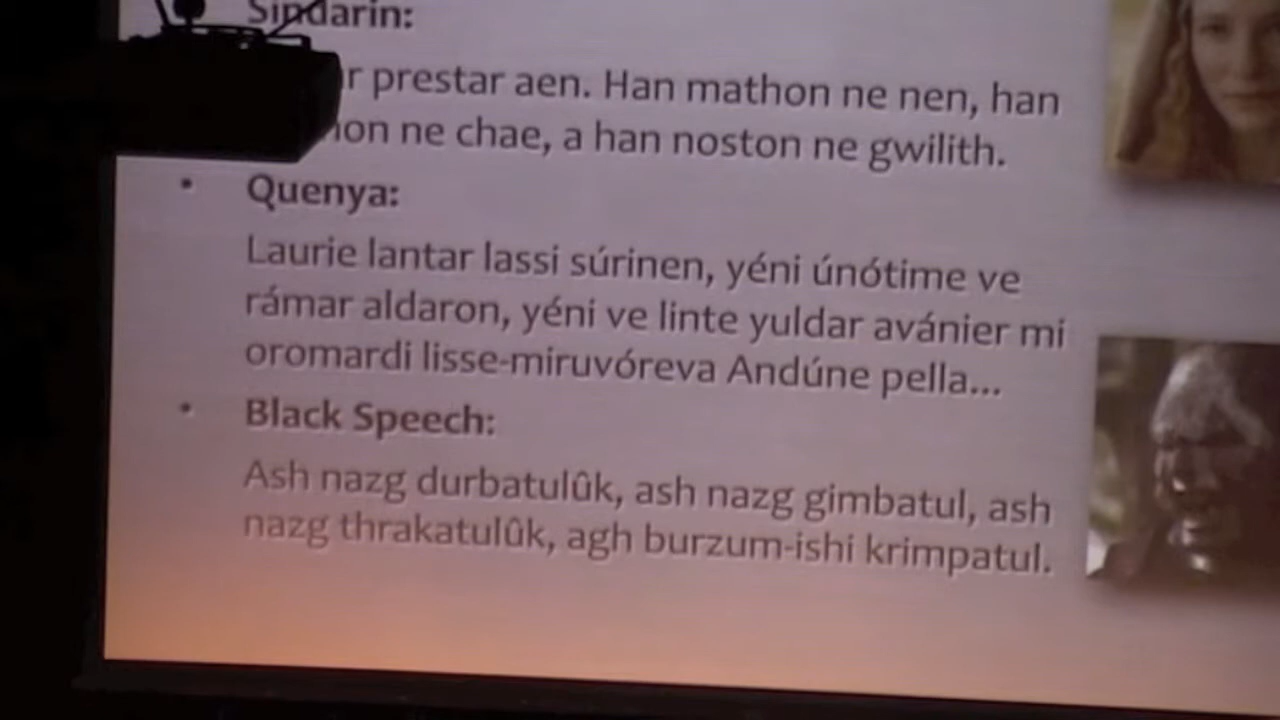 Sindarin:
prestar aen. Han mathon ne nen, han
ne chae, a han noston ne gwilith.
• Quenya:
Laurie lantar lassi súrinen, yéni únótime ve
rámar aldaron, yéni ve linte yuldar avánier mi
oromardi lisse-miruvóreva Andúne pella...
• Black Speech:
Ash nazg durbatulûk, ash nazg gimbatul, ash
nazg thrakatulûk, agh burzum-ishi krimpatul.